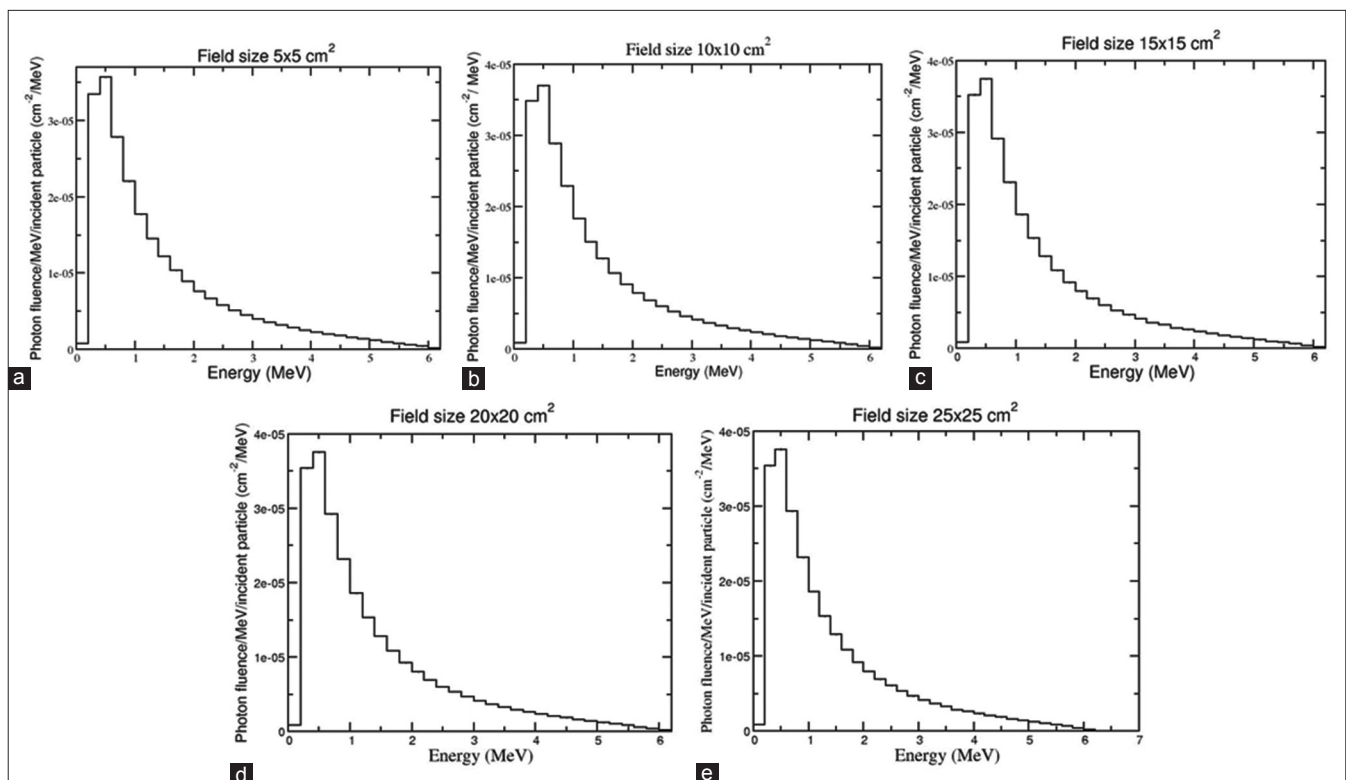 Field size 5x5 cm²
Photon fluence/MeV/incident particle (cm⁻²/MeV)
3e-05
2e-05
1e-05
0
0 1 2 3 4 5 6
Energy (MeV)
a
Field size 10x10 cm²
Photon fluence/MeV/incident particle (cm⁻²/ MeV)
4e-05
3e-05
2e-05
1e-05
0
0 1 2 3 4 5 6
Energy (MeV)
b
Field size 15x15 cm²
Photon fluence/MeV/incident particle (cm⁻²/MeV)
4e-05
3e-05
2e-05
1e-05
0
0 1 2 3 4 5 6
Energy (MeV)
c
Field size 20x20 cm²
Photon fluence/MeV/incident particle (cm⁻²/MeV)
4e-05
3e-05
2e-05
1e-05
0
0 1 2 3 4 5 6
Energy (MeV)
d
Field size 25x25 cm²
Photon fluence/MeV/incident particle (cm⁻²/MeV)
4e-05
3e-05
2e-05
1e-05
0
0 1 2 3 4 5 6 7
Energy (MeV)
e